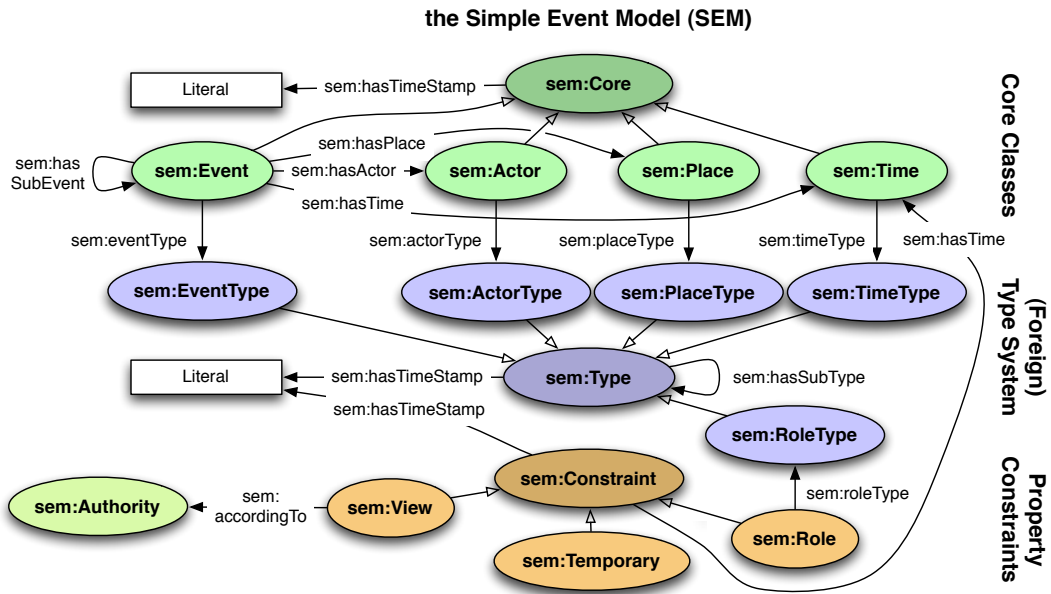 the Simple Event Model (SEM)
Literal
sem:hasTimeStamp
sem:Core
Core Classes
sem:hasPlace
sem:has
SubEvent
sem:Event
sem:hasActor
sem:Actor
sem:Place
sem:Time
sem:hasTime
sem:eventType
sem:actorType
sem:placeType
sem:timeType
sem:hasTime
sem:EventType
sem:ActorType
sem:PlaceType
sem:TimeType
(Foreign)
Type System
Literal
sem:hasTimeStamp
sem:Type
sem:hasSubType
sem:hasTimeStamp
sem:RoleType
sem:Constraint
sem:roleType
Property
Constraints
sem:Authority
sem:
accordingTo
sem:View
sem:Role
sem:Temporary